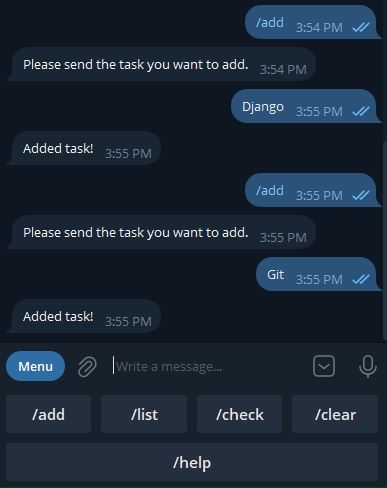 /add 3:54 PM
Please send the task you want to add. 3:54 PM
Django 3:55 PM
Added task! 3:55 PM
/add 3:55 PM
Please send the task you want to add. 3:55 PM
Git 3:55 PM
Added task! 3:55 PM
Menu Write a message...
/add /list /check /clear
/help